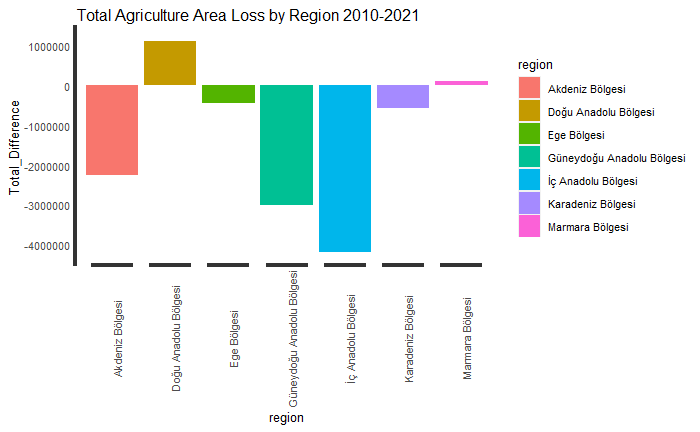 Total Agriculture Area Loss by Region 2010-2021
Total_Difference
1000000
0
-1000000
-2000000
-3000000
-4000000
Akdeniz Bölgesi
Doğu Anadolu Bölgesi
Ege Bölgesi
Güneydoğu Anadolu Bölgesi
İç Anadolu Bölgesi
Karadeniz Bölgesi
Marmara Bölgesi
region
region
Akdeniz Bölgesi
Doğu Anadolu Bölgesi
Ege Bölgesi
Güneydoğu Anadolu Bölgesi
İç Anadolu Bölgesi
Karadeniz Bölgesi
Marmara Bölgesi